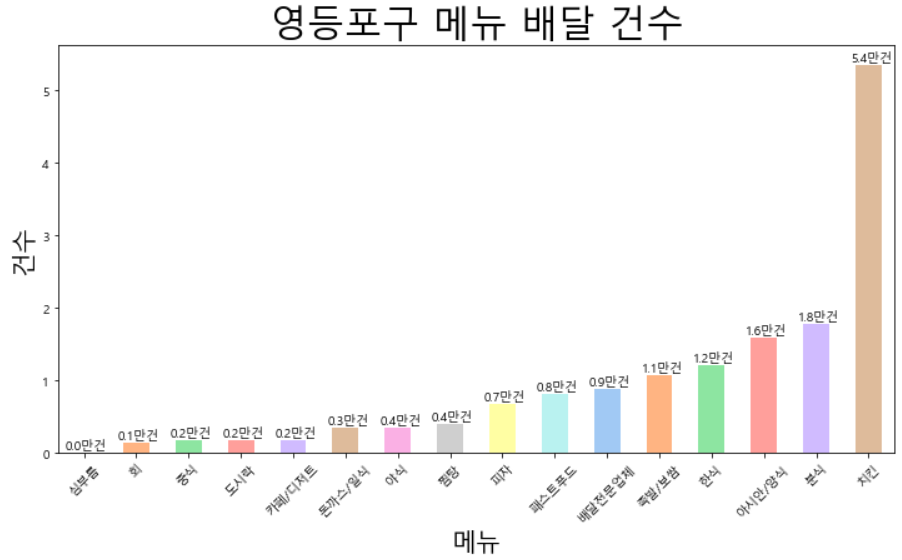 영등포구 메뉴 배달 건수
건수
5
4
3
2
1
0
0.0만건
0.1만건
0.2만건
0.2만건
0.2만건
0.3만건
0.4만건
0.4만건
0.7만건
0.8만건
0.9만건
1.1만건
1.2만건
1.6만건
1.8만건
5.4만건
심부름
회
중식
도시락
카페/디저트
돈까스/일식
야식
찜탕
피자
패스트푸드
배달전문업체
족발/보쌈
한식
아시안/양식
분식
치킨
메뉴